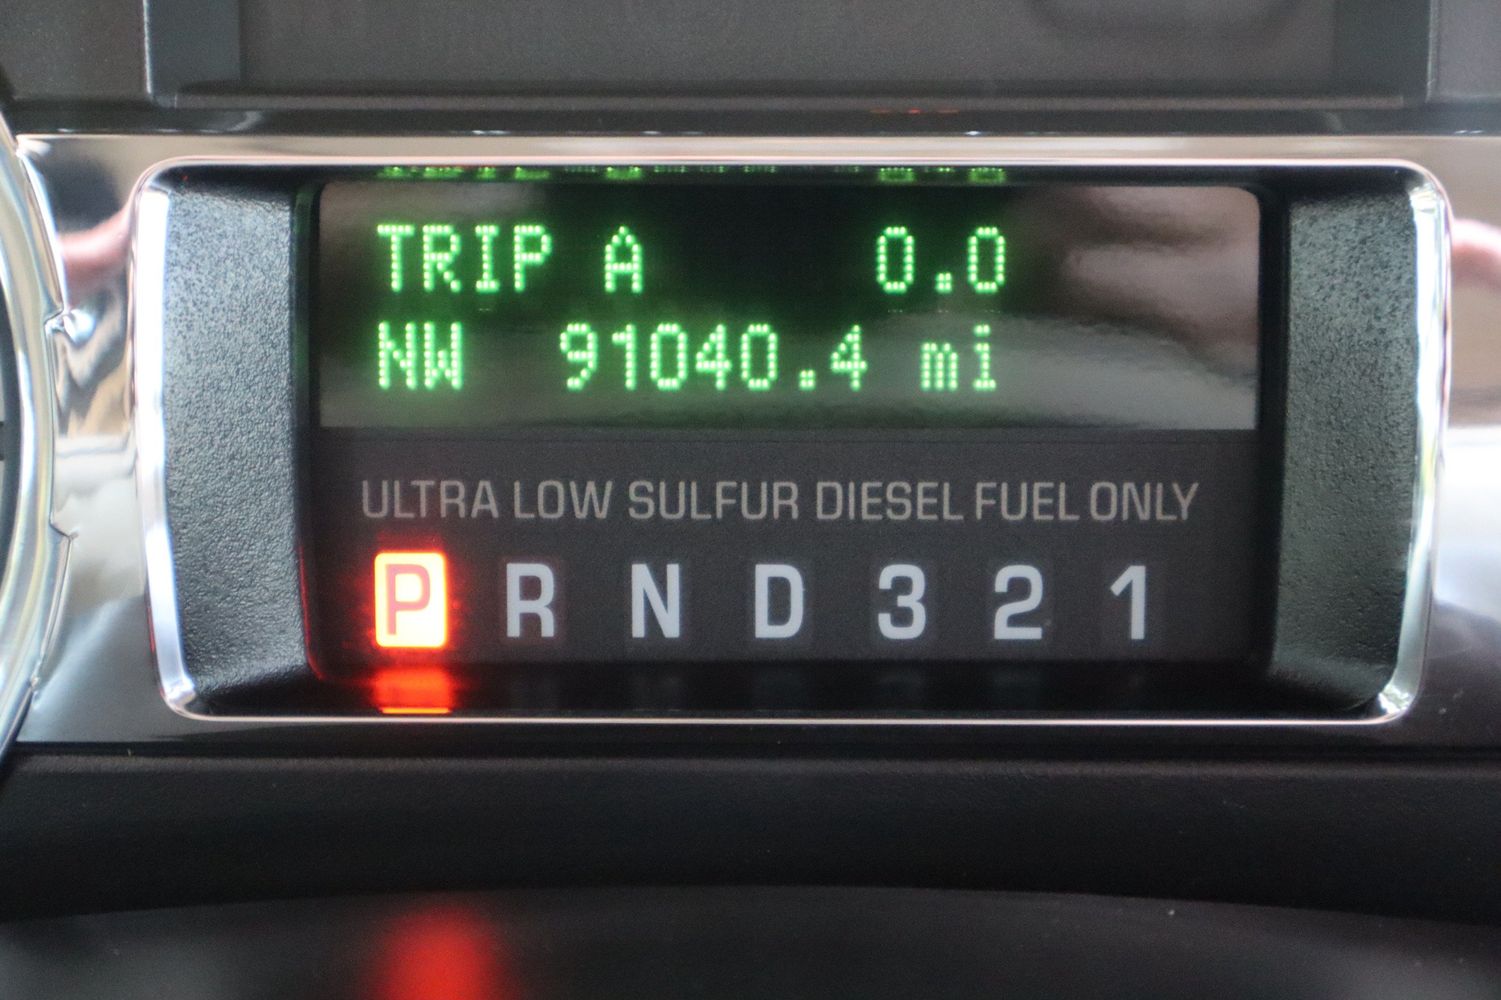 TRIP A 0.0
NW 91040.4 mi
ULTRA LOW SULFUR DIESEL FUEL ONLY
P R N D 3 2 1